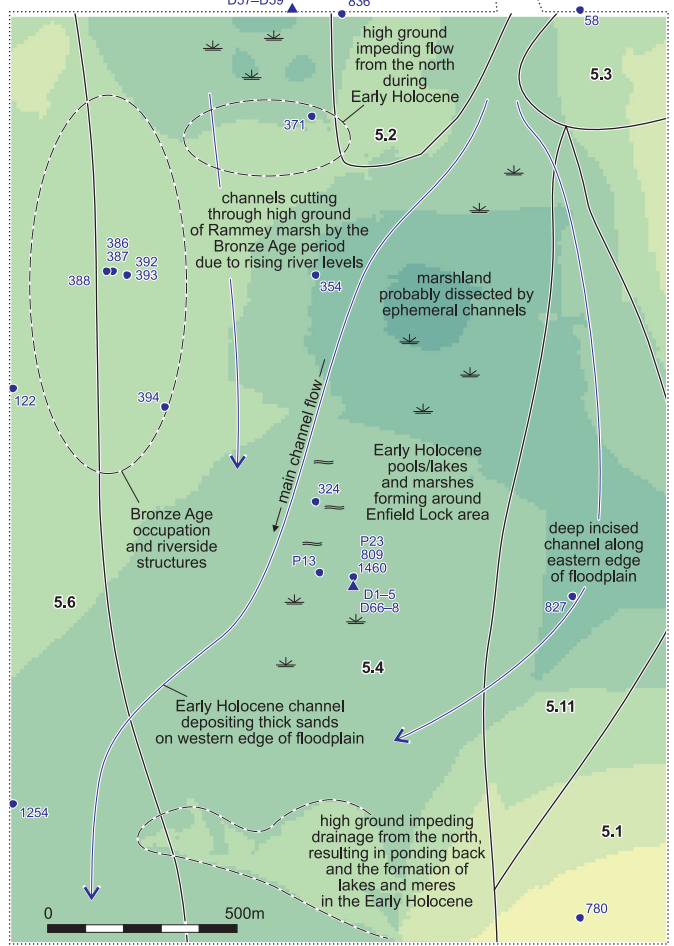 D57–D59
836
58
high ground
impeding flow
from the north
during
Early Holocene
5.3
371
5.2
channels cutting
through high ground
of Rammey marsh by the
Bronze Age period
due to rising river levels
386
387
392
393
388
354
marshland
probably dissected by
ephemeral channels
122
394
main channel flow
Early Holocene
pools/lakes
and marshes
forming around
Enfield Lock area
324
Bronze Age
occupation
and riverside
structures
P23
809
1460
P13
D1–5
D66–8
deep incised
channel along
eastern edge
of floodplain
827
5.6
5.4
Early Holocene channel
depositing thick sands
on western edge of floodplain
5.11
1254
high ground impeding
drainage from the north,
resulting in ponding back
and the formation of
lakes and meres
in the Early Holocene
5.1
780
0
500m